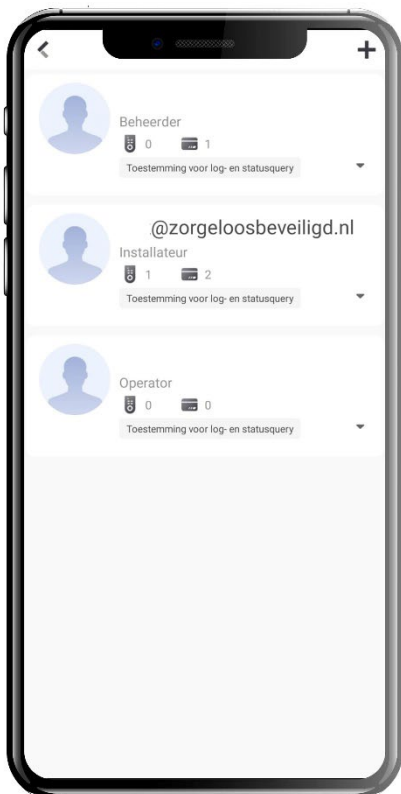 Beheerder
0 1
Toestemming voor log- en statusquery
@zorgeloosbeveiligd.nl
Installateur
1 2
Toestemming voor log- en statusquery
Operator
0 0
Toestemming voor log- en statusquery